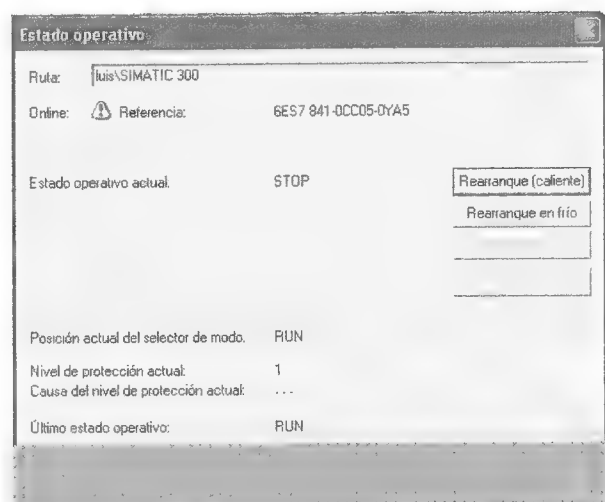 Estado operativo
Ruta: luis\SIMATIC 300
Online: Referencia: 6ES7 841-0CC05-0YA5
Estado operativo actual: STOP
Rearranque (caliente)
Rearranque en frío
Posición actual del selector de modo. RUN
Nivel de protección actual: 1
Causa del nivel de protección actual: ...
Último estado operativo: RUN